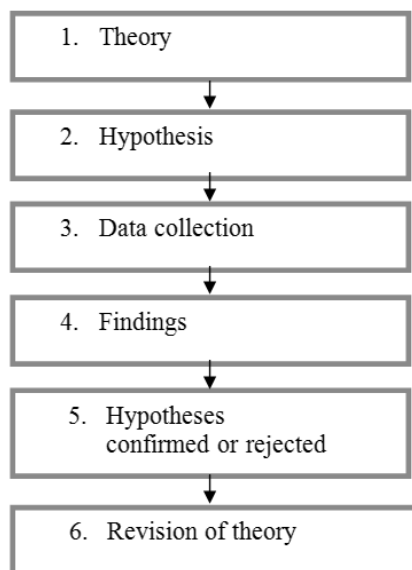 1. Theory
2. Hypothesis
3. Data collection
4. Findings
5. Hypotheses
confirmed or rejected
6. Revision of theory